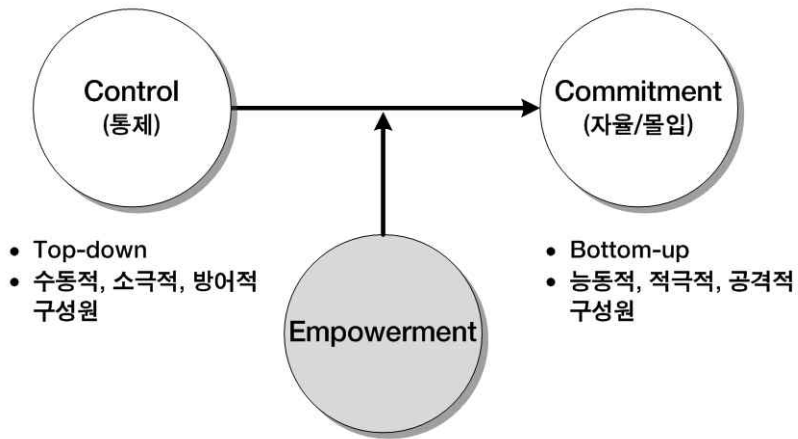 Control
(통제)
Commitment
(자율/몰입)
• Top-down
• 수동적, 소극적, 방어적
구성원
• Bottom-up
• 능동적, 적극적, 공격적
구성원
Empowerment